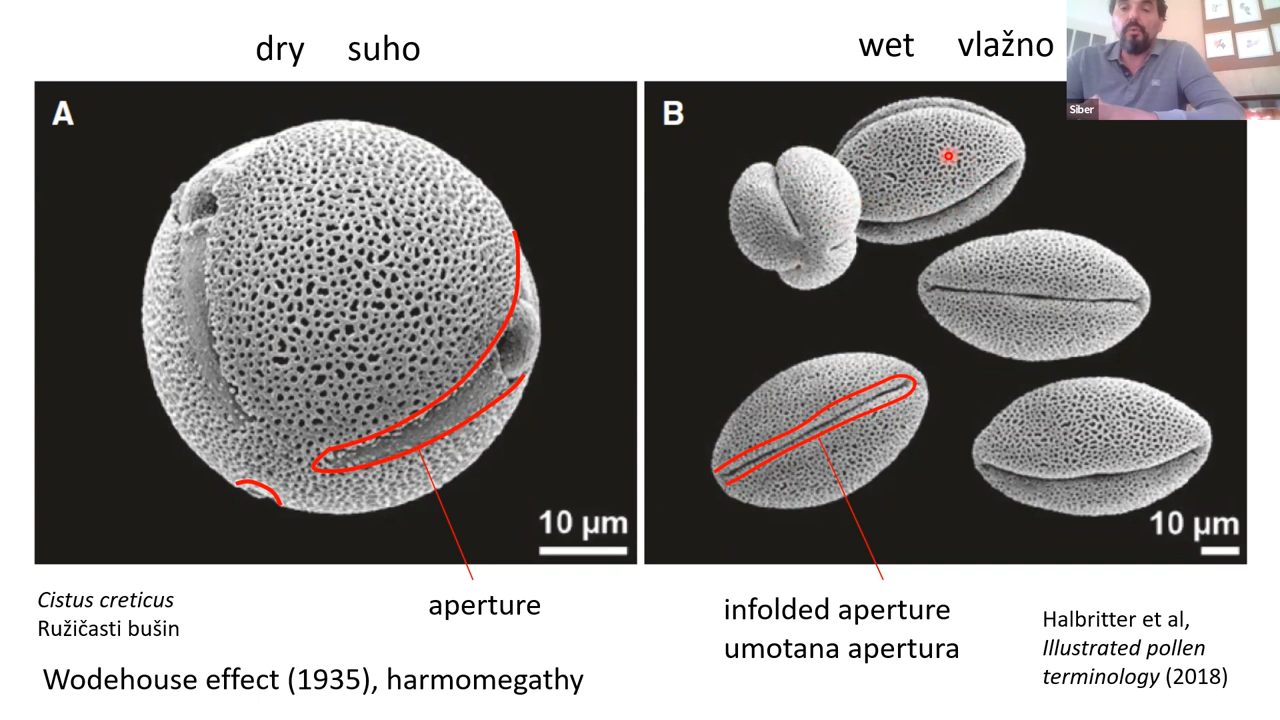 dry suho
wet vlažno
Siber
A
B
10 µm
10 µm
Cistus creticus
Ružičasti bušin
aperture
infolded aperture
umotana apertura
Halbritter et al,
Illustrated pollen
terminology (2018)
Wodehouse effect (1935), harmomegathy